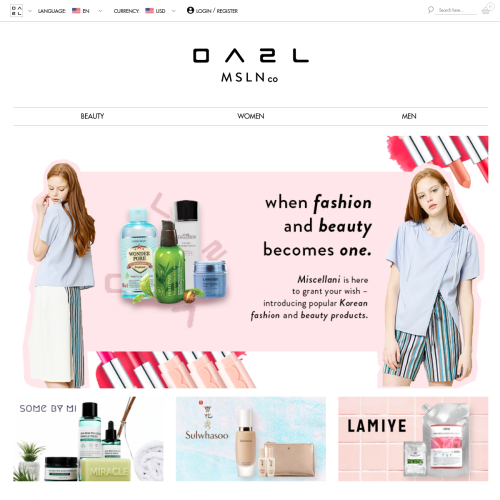 LANGUAGE: EN
CURRENCY: USD
LOGIN / REGISTER
Search here...
MSLN co
BEAUTY
WOMEN
MEN
when fashion
and beauty
becomes one.
Miscellani is here
to grant your wish –
introducing popular Korean
fashion and beauty products.
WONDER
PORE
SOME BY MI
MIRACLE
Sulwhasoo
LAMIYE